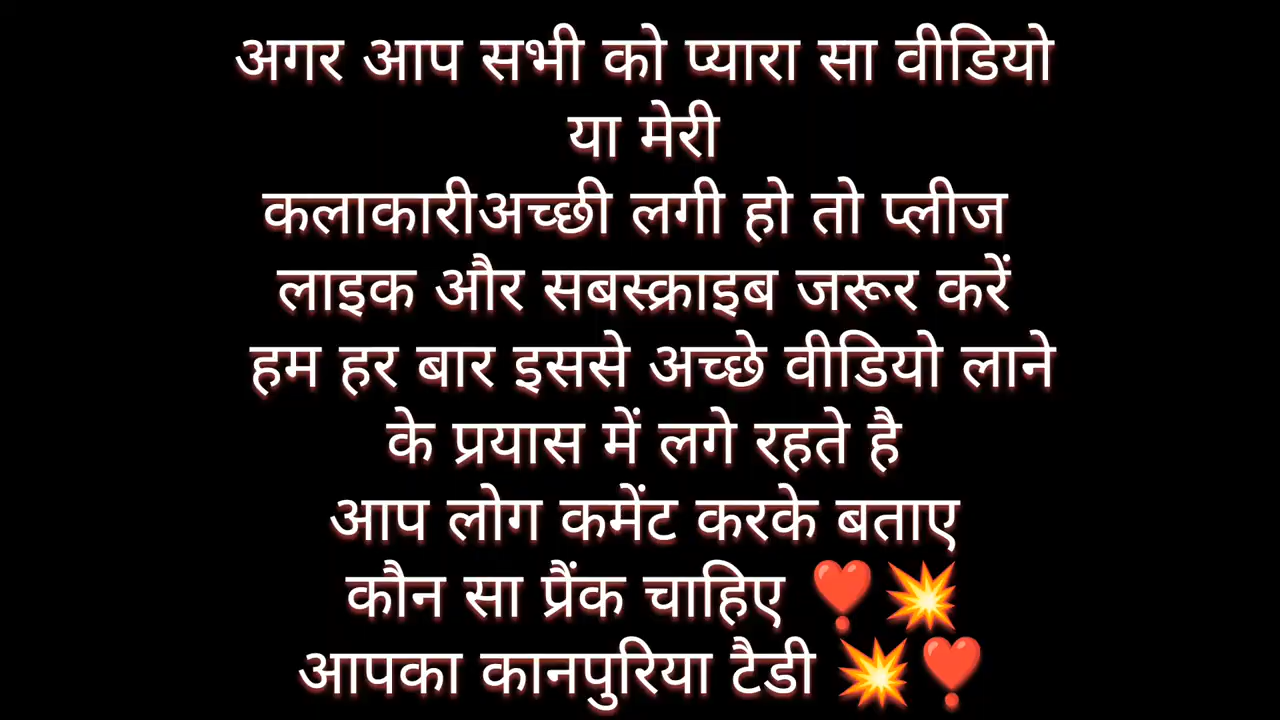 अगर आप सभी को प्यारा सा वीडियो
या मेरी
कलाकारीअच्छी लगी हो तो प्लीज
लाइक और सबस्क्राइब जरूर करें
हम हर बार इससे अच्छे वीडियो लाने
के प्रयास में लगे रहते है
आप लोग कमेंट करके बताए
कौन सा प्रैंक चाहिए ❣️💥
आपका कानपुरिया टैडी 💥❣️